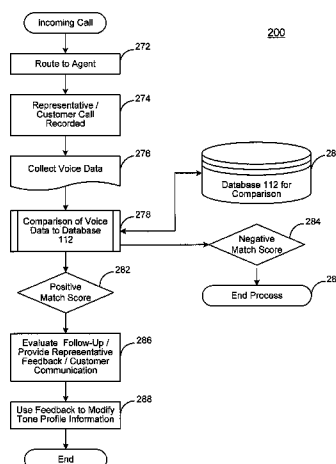 Incoming Call
200
Route to Agent
272
Representative /
Customer Call
Recorded
274
Collect Voice Data
276
Database 112 for
Comparison
Comparison of Voice
Data to Database
112
278
Negative
Match Score
284
Positive
Match Score
282
End Process
Evaluate Follow-Up /
Provide Representative
Feedback / Customer
Communication
286
Use Feedback to Modify
Tone Profile Information
288
End